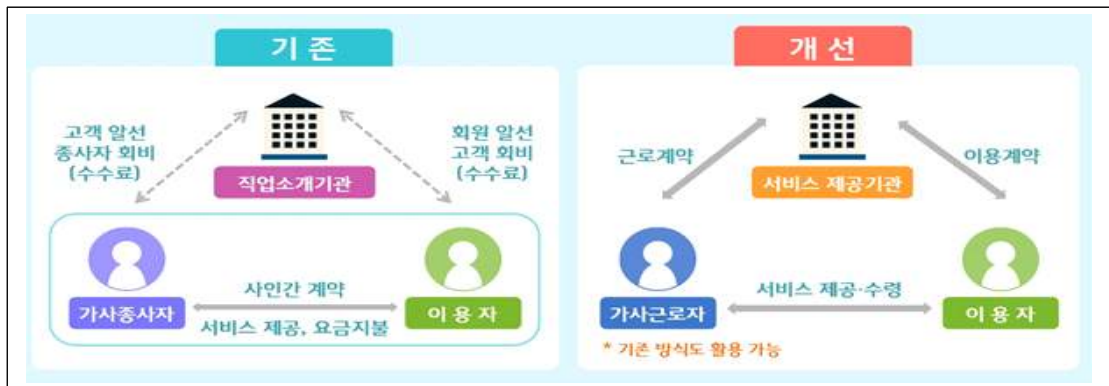 기 존
고객 알선
종사자 회비
(수수료)
회원 알선
고객 회비
(수수료)
직업소개기관
가사종사자
사인간 계약
서비스 제공, 요금지불
이 용 자
개 선
근로계약
이용계약
서비스 제공기관
가사근로자
서비스 제공·수령
이 용 자
* 기존 방식도 활용 가능